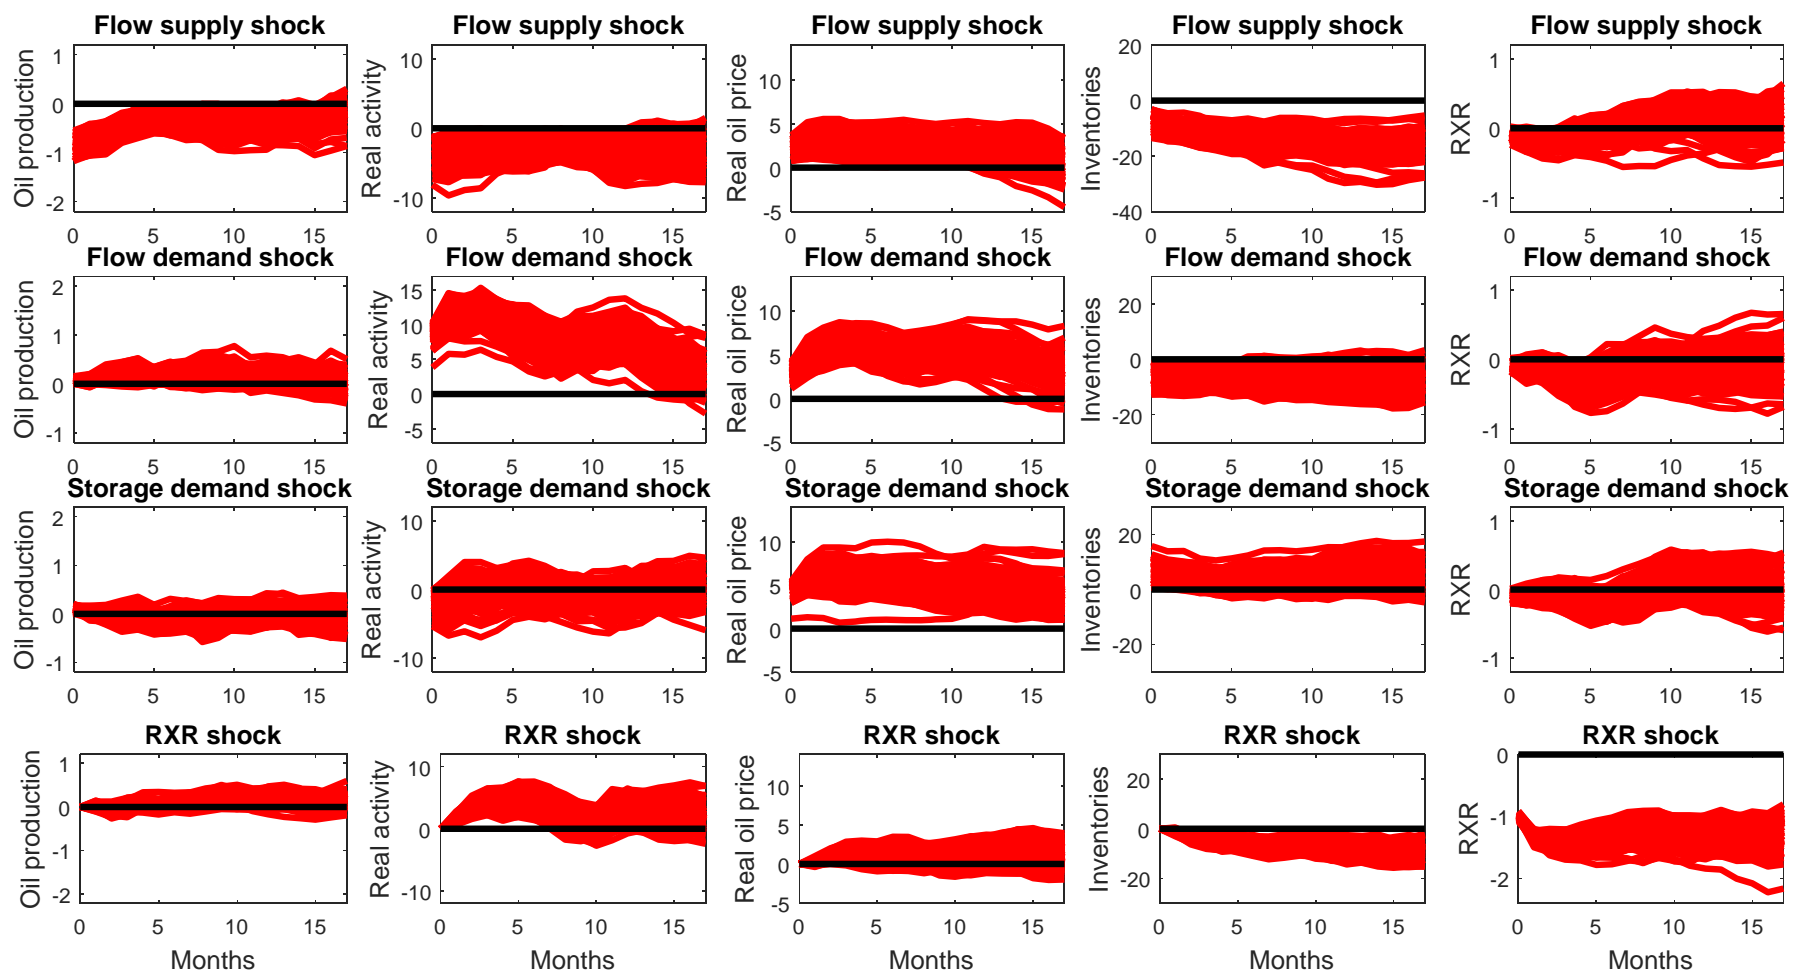 Flow supply shock Flow supply shock Flow supply shock Flow supply shock Flow supply shock
Oil production 1 0 -1 -2 0 5 10 15
Real activity 10 0 -10 0 5 10 15
Real oil price 10 5 0 -5 0 5 10 15
Inventories 20 0 -20 -40 0 5 10 15
RXR 1 0 -1 0 5 10 15
Flow demand shock Flow demand shock Flow demand shock Flow demand shock Flow demand shock
Oil production 2 1 0 -1 0 5 10 15
Real activity 15 10 5 0 -5 0 5 10 15
Real oil price 10 5 0 -5 0 5 10 15
Inventories 20 0 -20 0 5 10 15
RXR 1 0 -1 0 5 10 15
Storage demand shock Storage demand shock Storage demand shock Storage demand shock Storage demand shock
Oil production 2 1 0 -1 0 5 10 15
Real activity 10 0 -10 0 5 10 15
Real oil price 10 5 0 -5 0 5 10 15
Inventories 20 0 -20 0 5 10 15
RXR 1 0 -1 0 5 10 15
RXR shock RXR shock RXR shock RXR shock RXR shock
Oil production 1 0 -1 -2 0 5 10 15
Real activity 10 0 -10 0 5 10 15
Real oil price 10 5 0 -5 0 5 10 15
Inventories 20 0 -20 0 5 10 15
RXR 0 -1 -2 0 5 10 15
Months Months Months Months Months